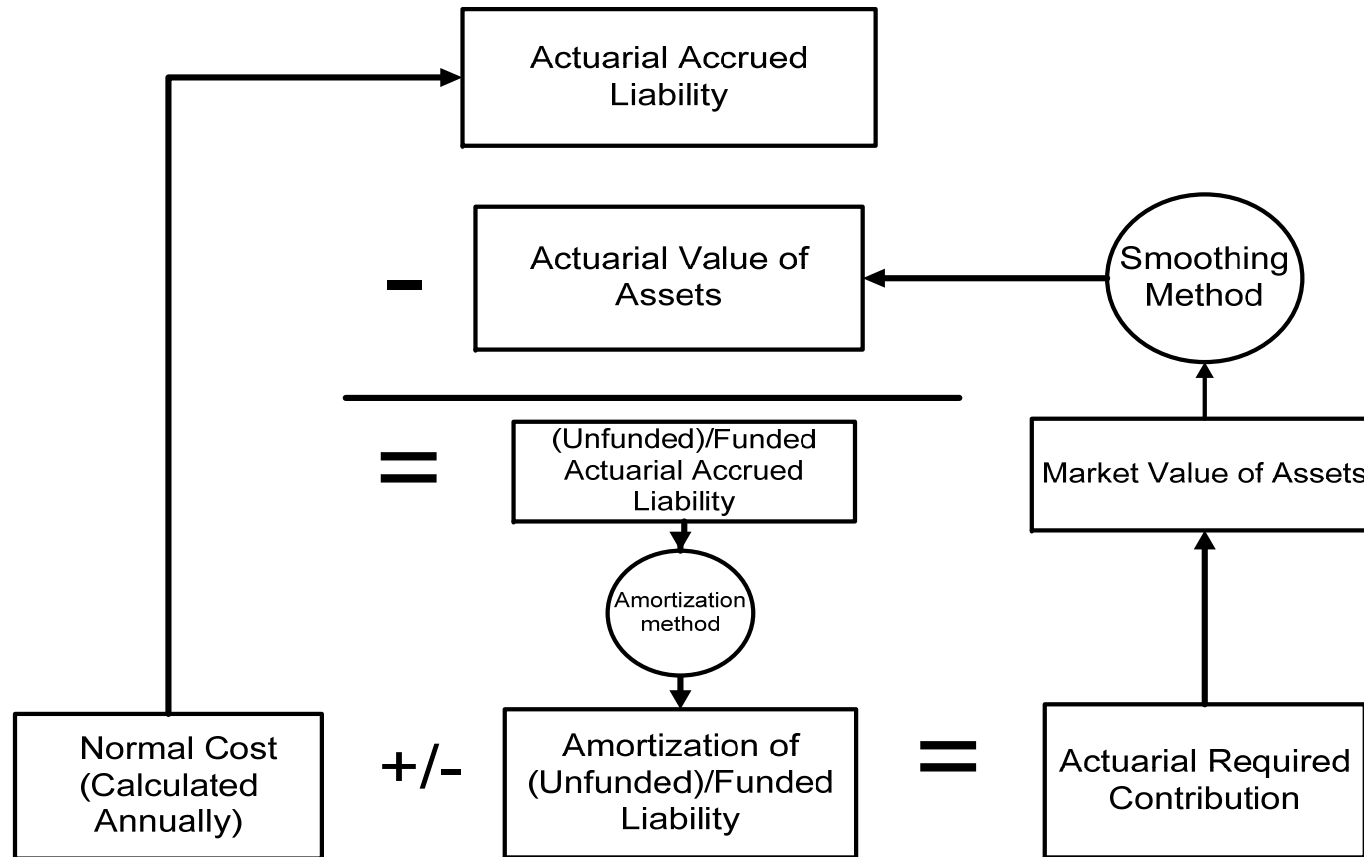 Actuarial Accrued
Liability
-
Actuarial Value of
Assets
Smoothing
Method
=
(Unfunded)/Funded
Actuarial Accrued
Liability
Market Value of Assets
Amortization
method
Normal Cost
(Calculated
Annually)
+/-
Amortization of
(Unfunded)/Funded
Liability
=
Actuarial Required
Contribution